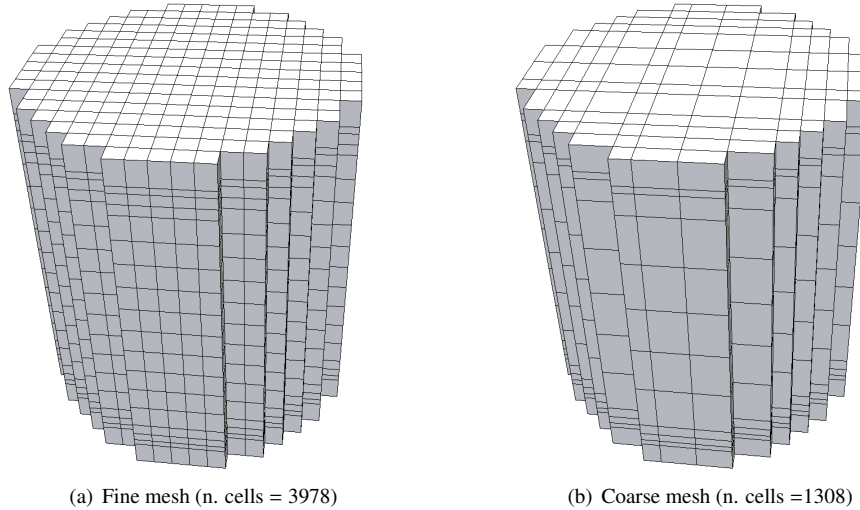 (a) Fine mesh (n. cells = 3978)
(b) Coarse mesh (n. cells =1308)